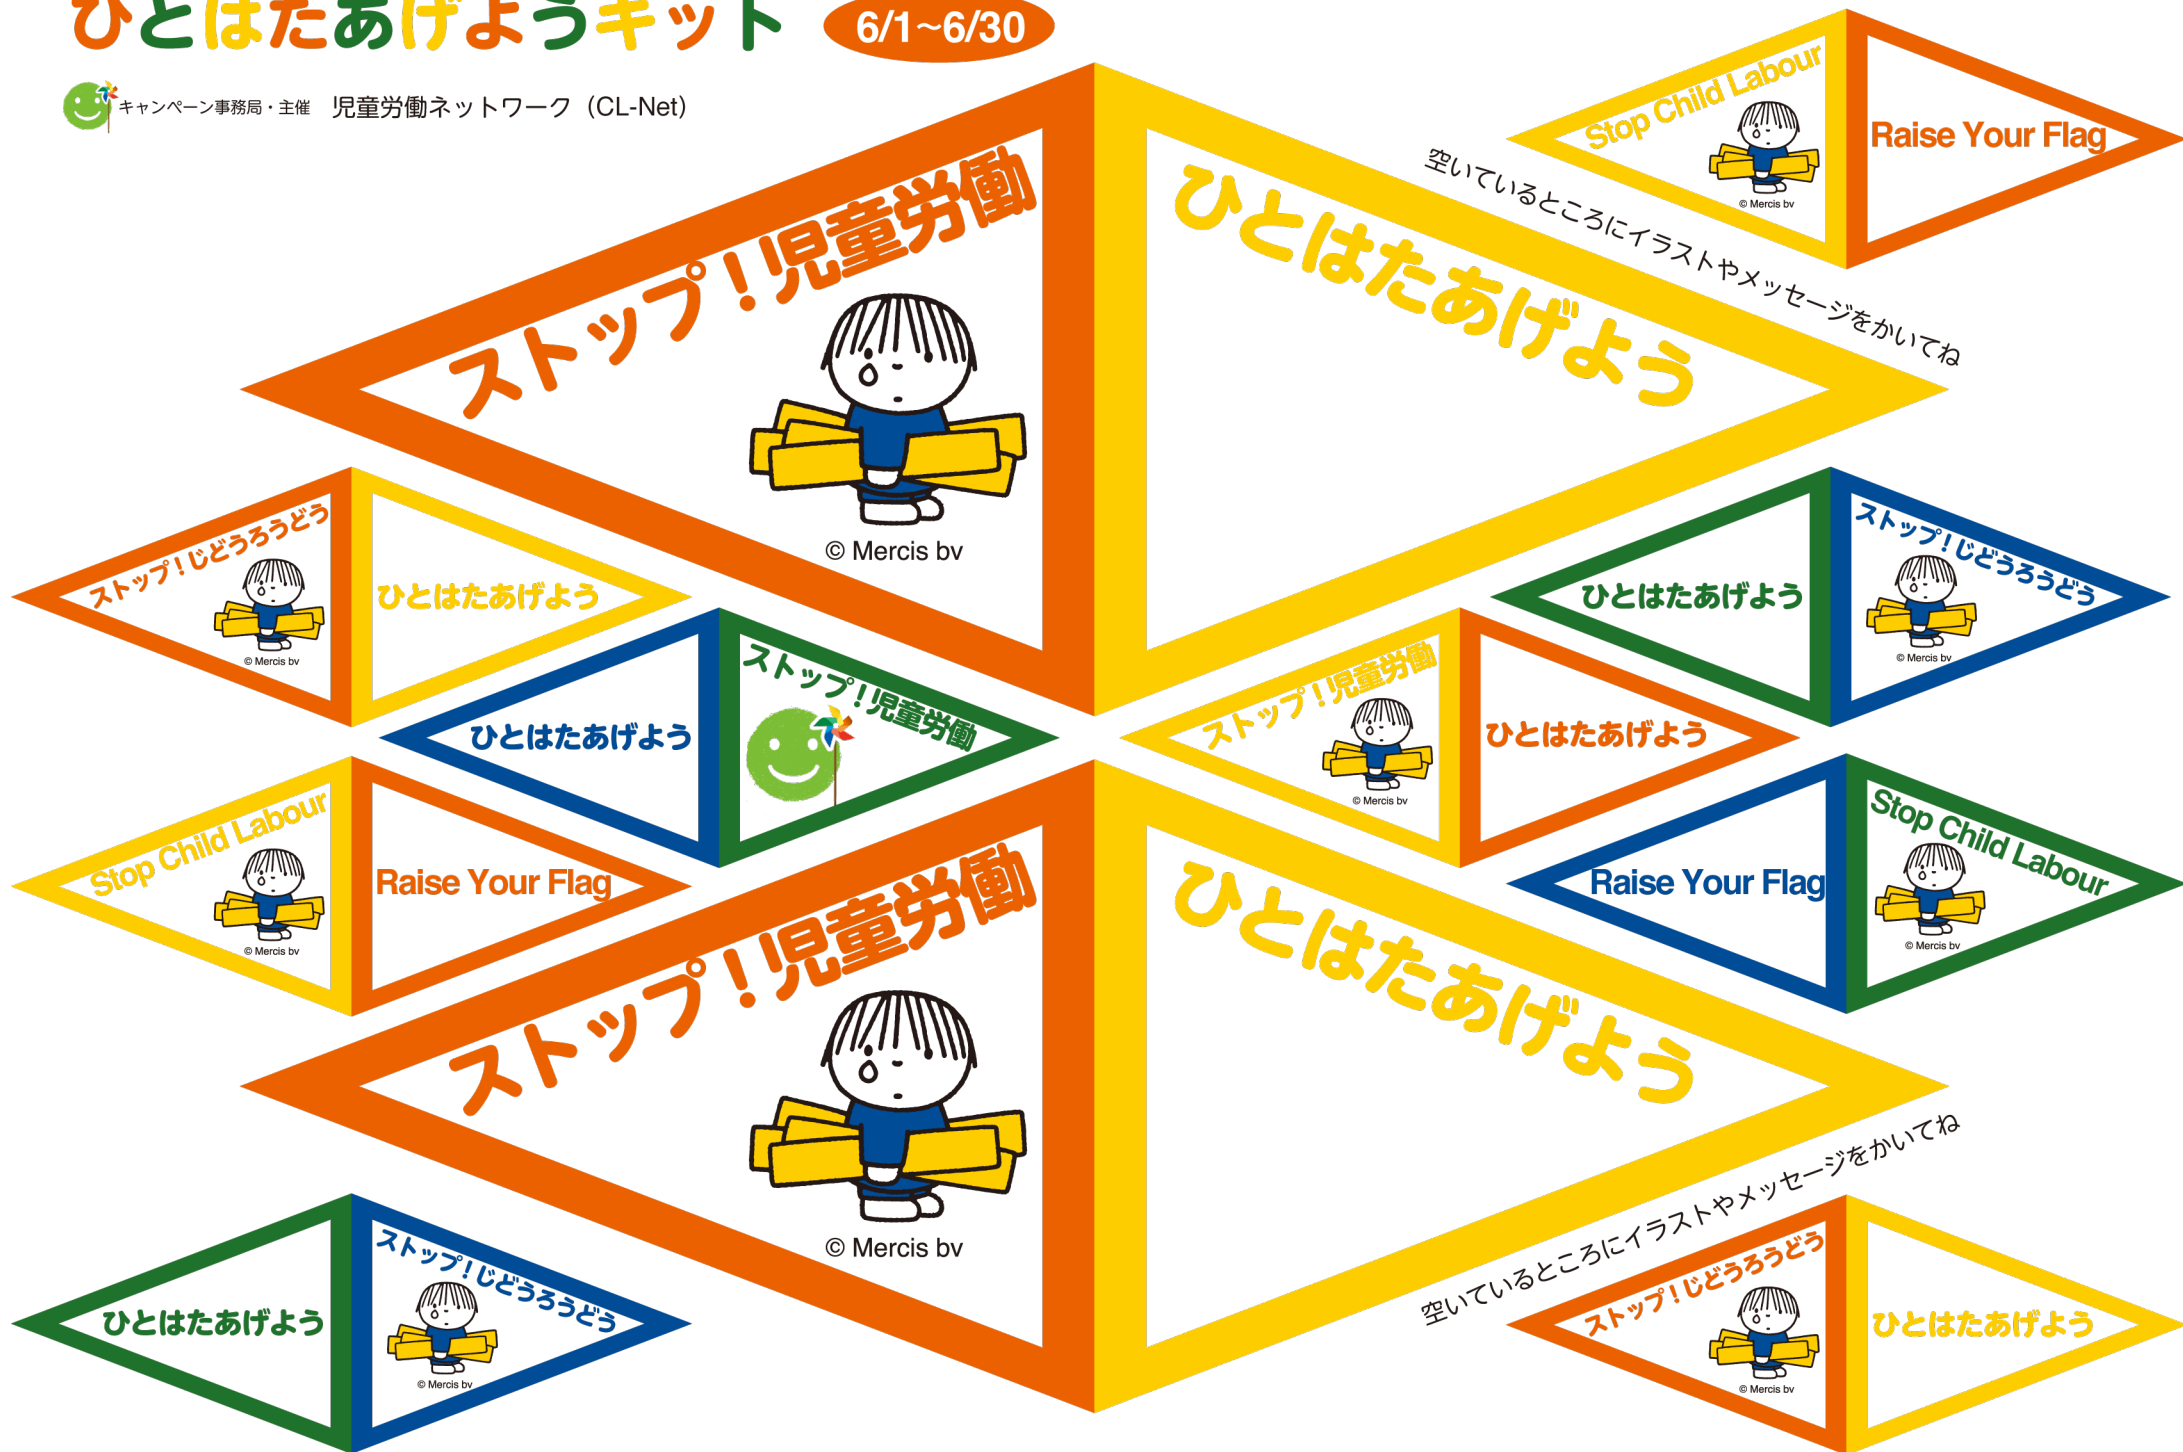 ひとはたあげようキット
6/1~6/30
キャンペーン事務局・主催 児童労働ネットワーク（CL-Net）
Stop Child Labour
© Mercis bv
Raise Your Flag
空いているところにイラストやメッセージをかいてね
ストップ！児童労働
© Mercis bv
ひとはたあげよう
ストップ！じどうろうどう
© Mercis bv
ひとはたあげよう
ひとはたあげよう
ストップ！じどうろうどう
© Mercis bv
ひとはたあげよう
ストップ！児童労働
ストップ！児童労働
© Mercis bv
ひとはたあげよう
Stop Child Labour
© Mercis bv
Raise Your Flag
Raise Your Flag
Stop Child Labour
© Mercis bv
ストップ！児童労働
© Mercis bv
ひとはたあげよう
空いているところにイラストやメッセージをかいてね
ひとはたあげよう
ストップ！じどうろうどう
© Mercis bv
ストップ！じどうろうどう
© Mercis bv
ひとはたあげよう